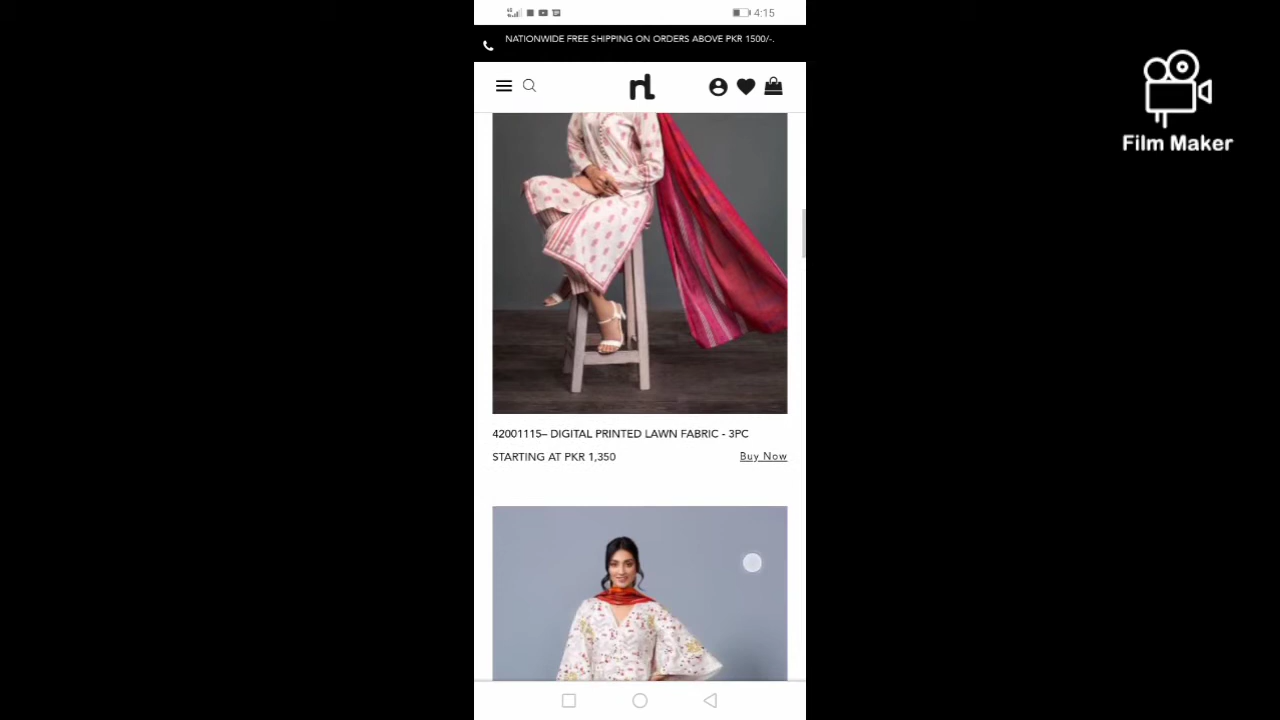 4:15
NATIONWIDE FREE SHIPPING ON ORDERS ABOVE PKR 1500/-.
nl
Film Maker
42001115– DIGITAL PRINTED LAWN FABRIC - 3PC
STARTING AT PKR 1,350
Buy Now